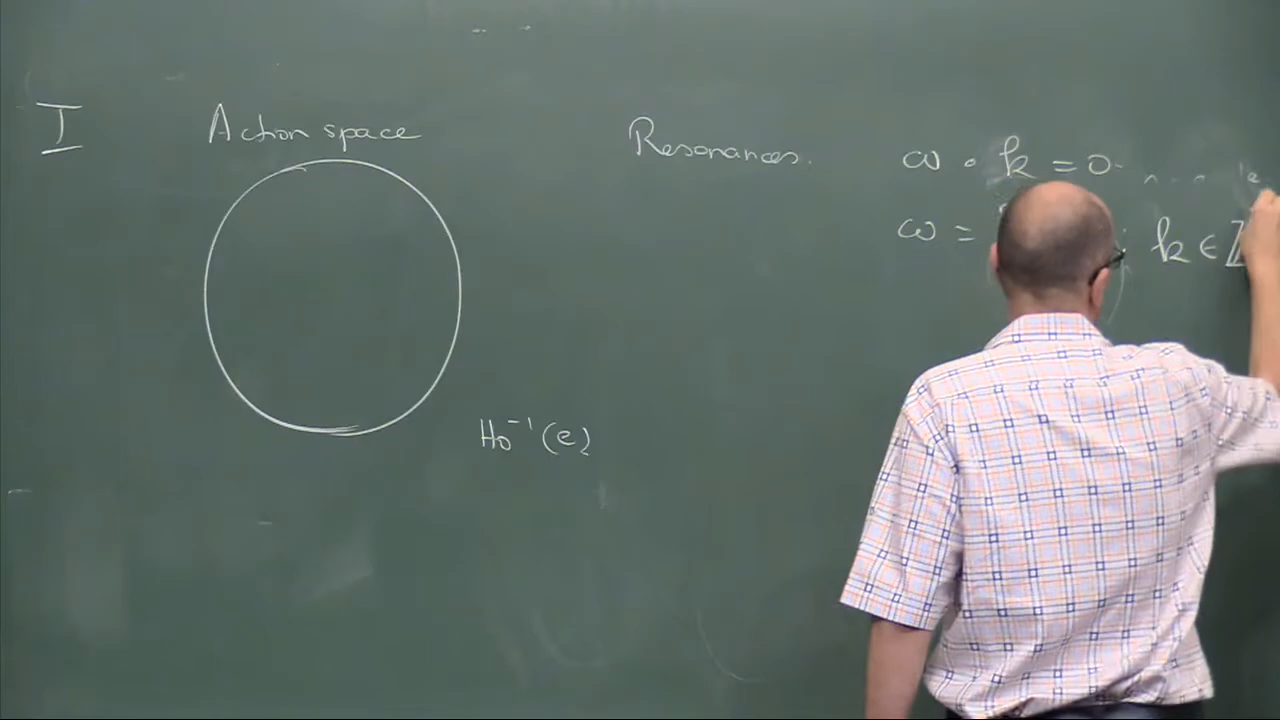 I Action space Resonances. ω · k = 0
ω = ; k ∈ Z
H₀⁻¹(e)